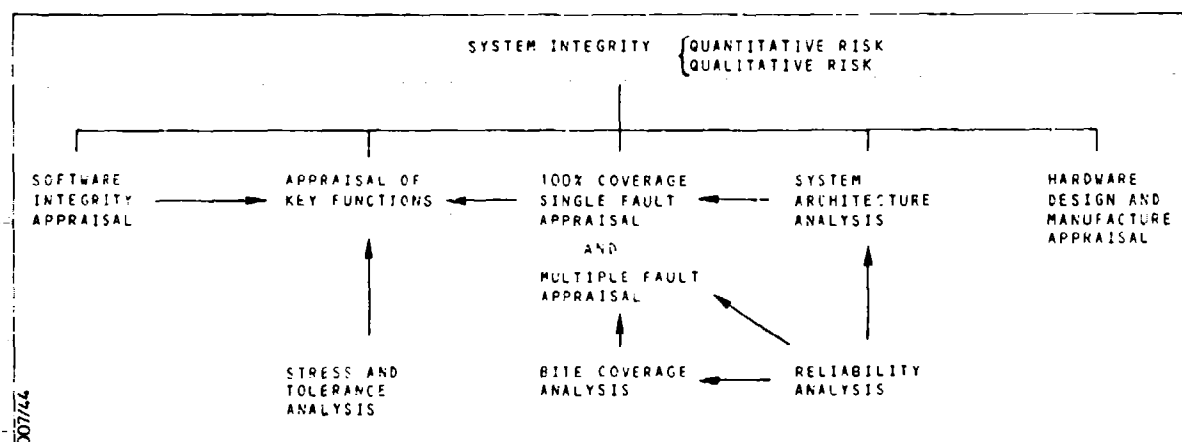 SYSTEM INTEGRITY {QUANTITATIVE RISK
QUALITATIVE RISK
SOFTWARE
INTEGRITY
APPRAISAL
APPRAISAL OF
KEY FUNCTIONS
100% COVERAGE
SINGLE FAULT
APPRAISAL
AND
MULTIPLE FAULT
APPRAISAL
SYSTEM
ARCHITECTURE
ANALYSIS
HARDWARE
DESIGN AND
MANUFACTURE
APPRAISAL
STRESS AND
TOLERANCE
ANALYSIS
BITE COVERAGE
ANALYSIS
RELIABILITY
ANALYSIS
007/44